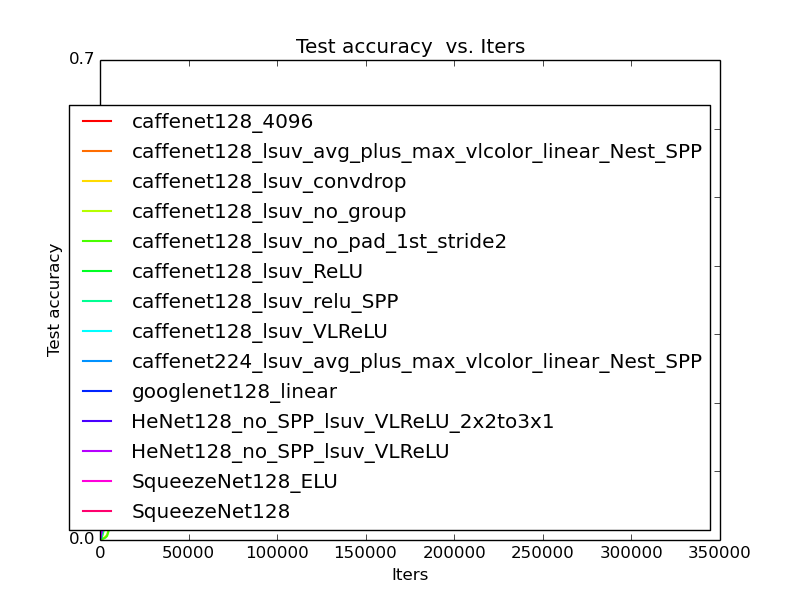 Test accuracy  vs. Iters
0.7
caffenet128_4096
caffenet128_lsuv_avg_plus_max_vlcolor_linear_Nest_SPP
caffenet128_lsuv_convdrop
caffenet128_lsuv_no_group
caffenet128_lsuv_no_pad_1st_stride2
caffenet128_lsuv_ReLU
caffenet128_lsuv_relu_SPP
caffenet128_lsuv_VLReLU
caffenet224_lsuv_avg_plus_max_vlcolor_linear_Nest_SPP
googlenet128_linear
HeNet128_no_SPP_lsuv_VLReLU_2x2to3x1
HeNet128_no_SPP_lsuv_VLReLU
SqueezeNet128_ELU
SqueezeNet128
Test accuracy
0.0
0 50000 100000 150000 200000 250000 300000 350000
Iters